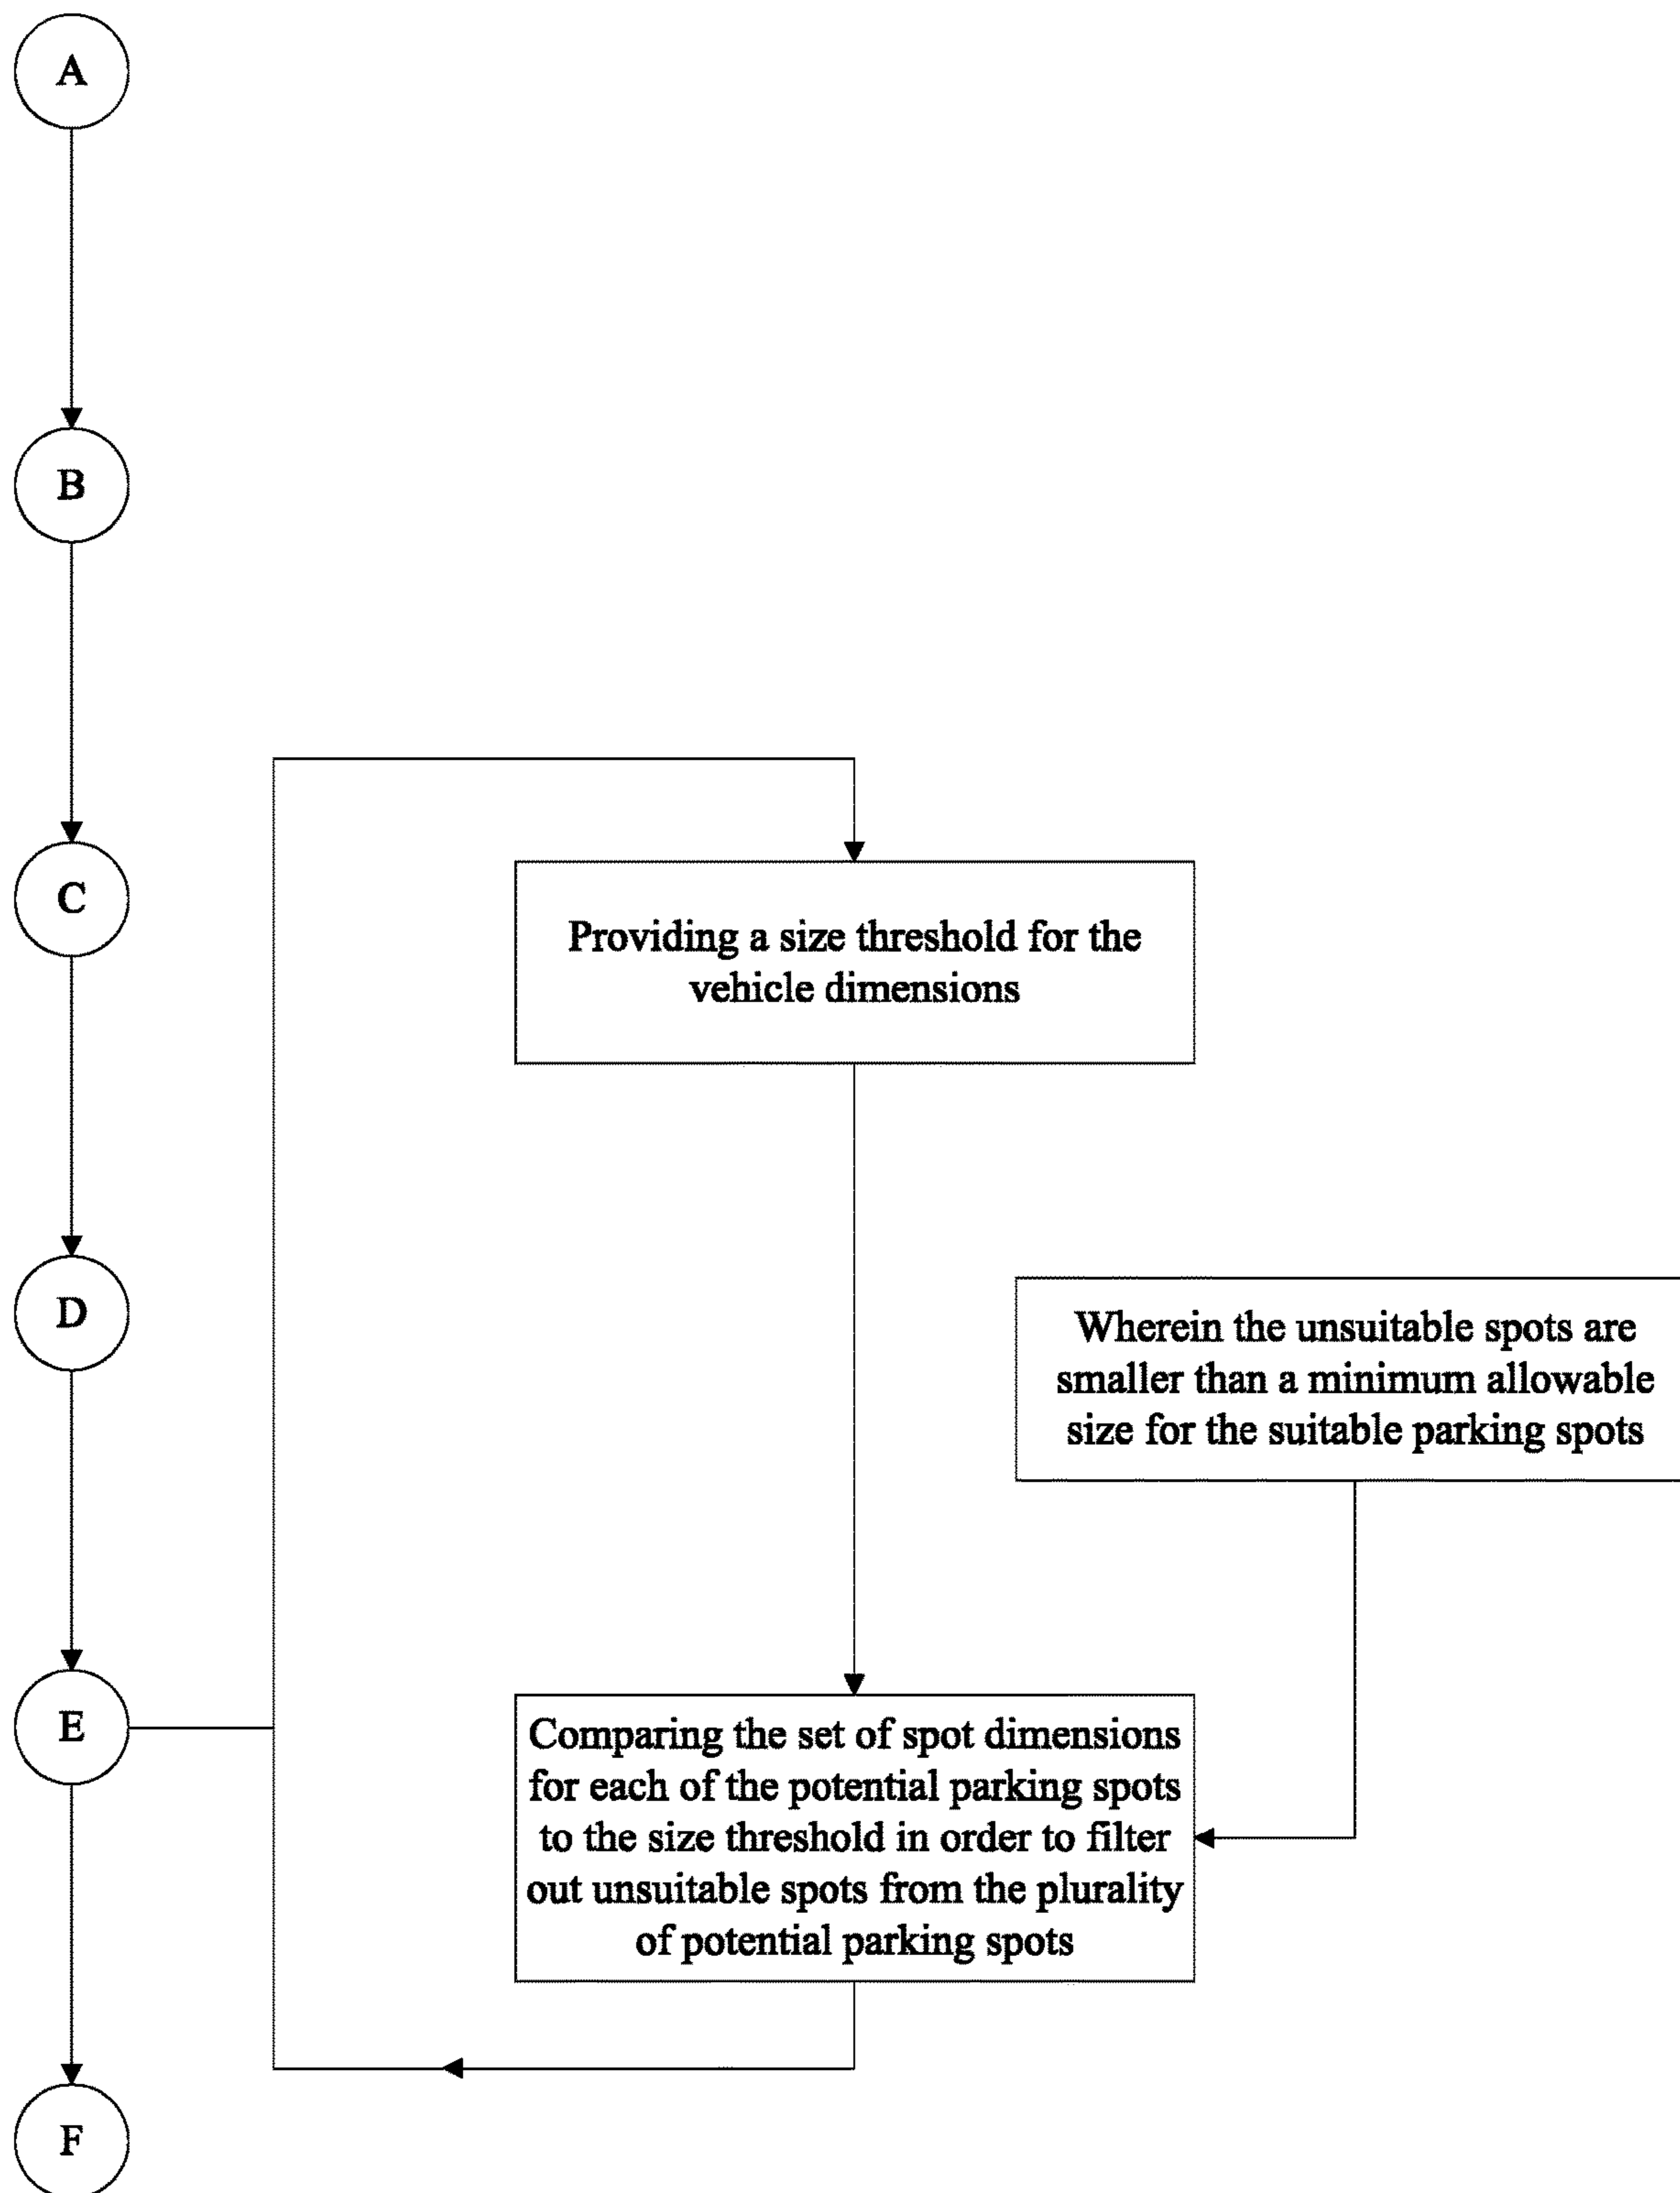 A
B
C
Providing a size threshold for the
vehicle dimensions
D
Wherein the unsuitable spots are
smaller than a minimum allowable
size for the suitable parking spots
E
Comparing the set of spot dimensions
for each of the potential parking spots
to the size threshold in order to filter
out unsuitable spots from the plurality
of potential parking spots
F